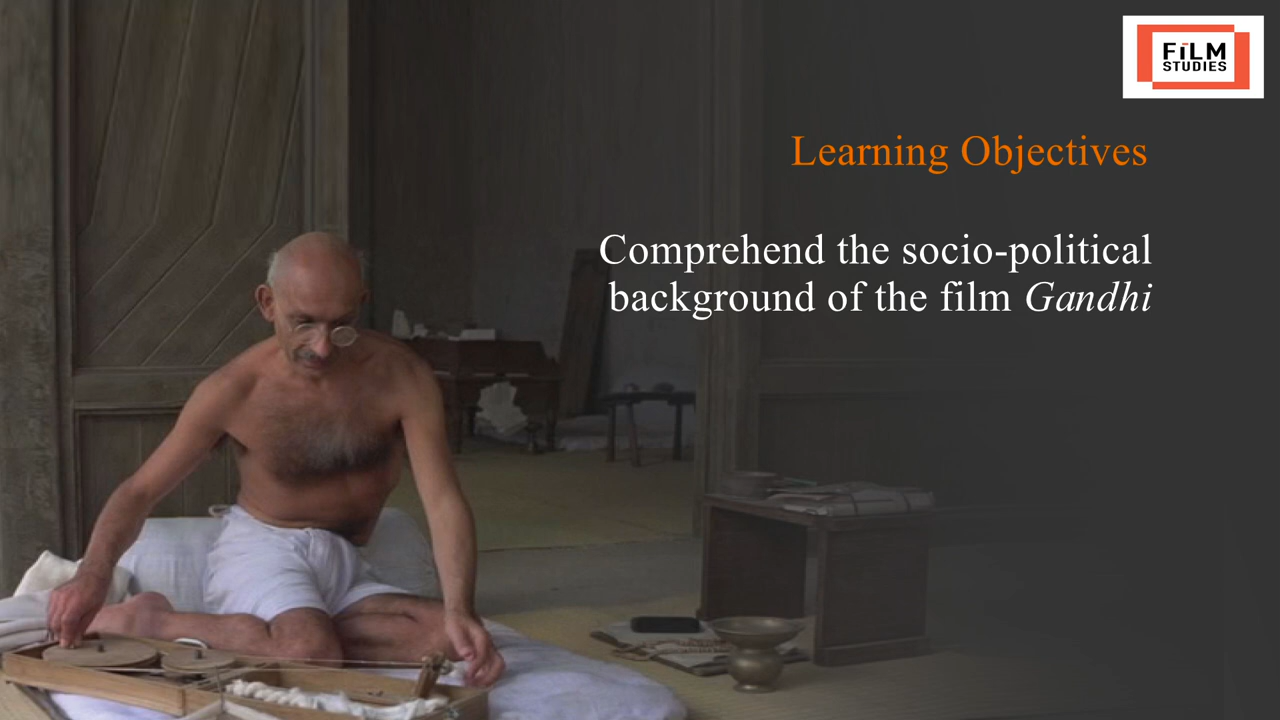 FiLM
STUDIES
Learning Objectives
Comprehend the socio-political
background of the film Gandhi